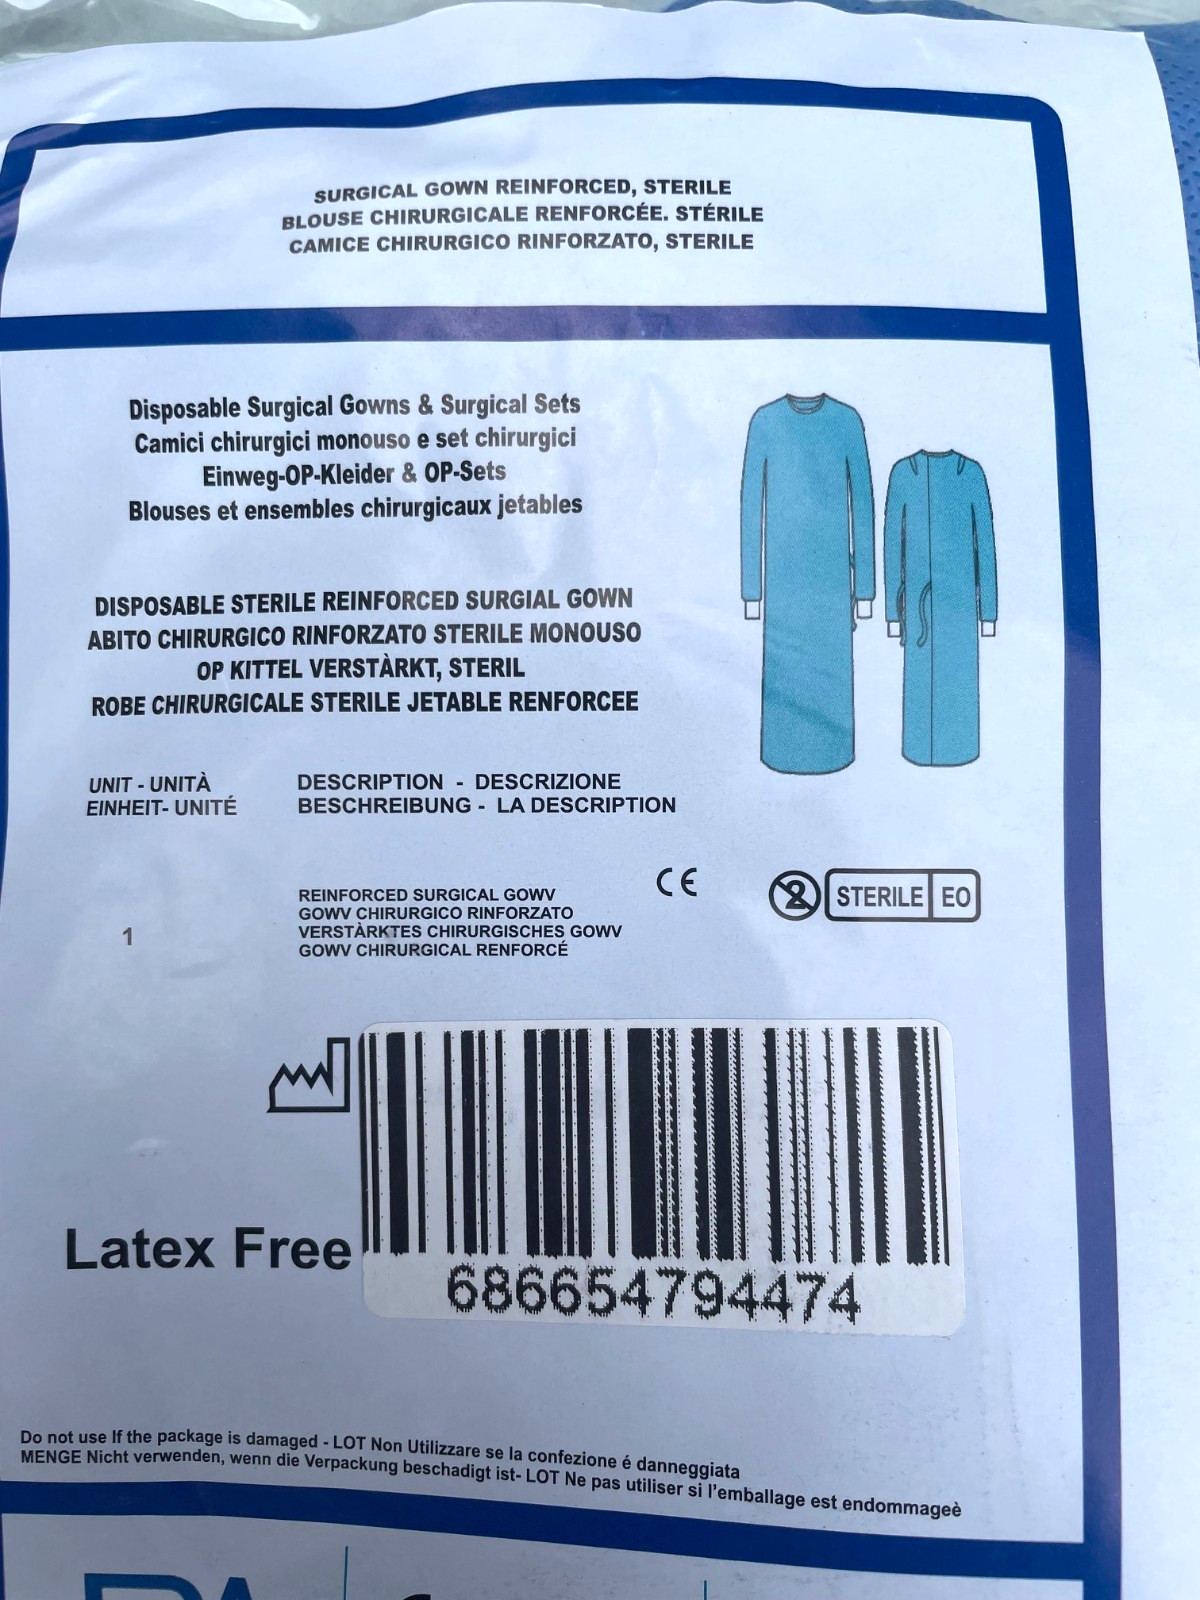 SURGICAL GOWN REINFORCED, STERILE
BLOUSE CHIRURGICALE RENFORCÉE. STÉRILE
CAMICE CHIRURGICO RINFORZATO, STERILE
Disposable Surgical Gowns & Surgical Sets
Camici chirurgici monouso e set chirurgici
Einweg-OP-Kleider & OP-Sets
Blouses et ensembles chirurgicaux jetables
DISPOSABLE STERILE REINFORCED SURGIAL GOWN
ABITO CHIRURGICO RINFORZATO STERILE MONOUSO
OP KITTEL VERSTÀRKT, STERIL
ROBE CHIRURGICALE STERILE JETABLE RENFORCEE
UNIT - UNITÀ
EINHEIT- UNITÉ
DESCRIPTION - DESCRIZIONE
BESCHREIBUNG - LA DESCRIPTION
1
REINFORCED SURGICAL GOWV
GOWV CHIRURGICO RINFORZATO
VERSTÀRKTES CHIRURGISCHES GOWV
GOWV CHIRURGICAL RENFORCÉ
CE
2 STERILE EO
Latex Free
686654794474
Do not use If the package is damaged - LOT Non Utilizzare se la confezione é danneggiata
MENGE Nicht verwenden, wenn die Verpackung beschadigt ist- LOT Ne pas utiliser si l'emballage est endommageè